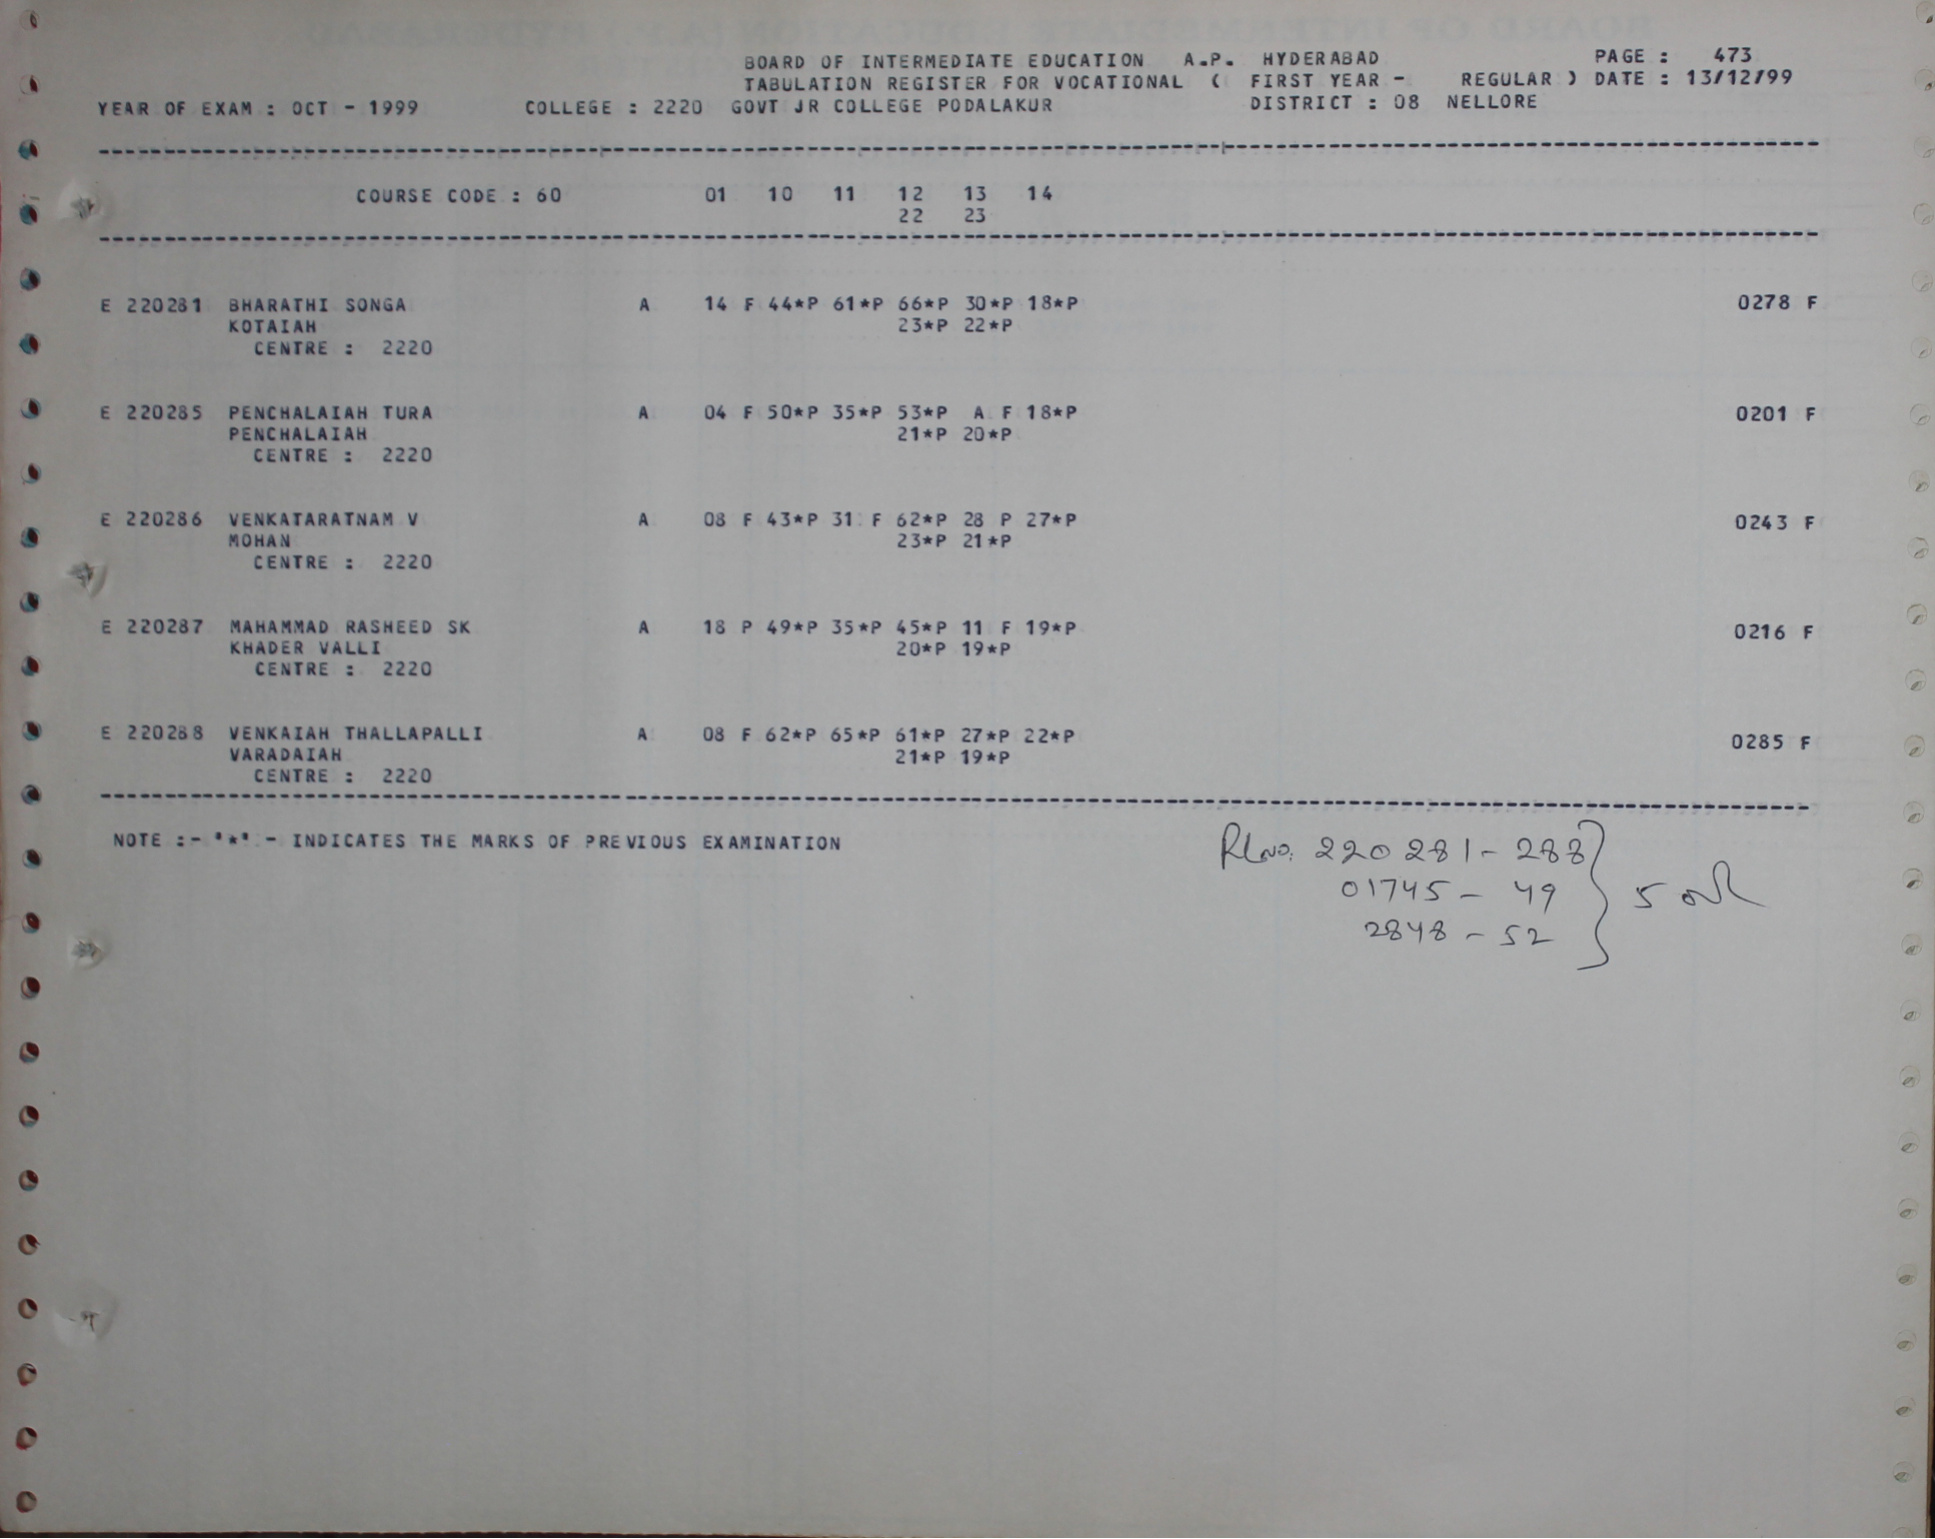 BOARD OF INTERMEDIATE EDUCATION A.P. HYDERABAD PAGE : 473
TABULATION REGISTER FOR VOCATIONAL ( FIRST YEAR - REGULAR ) DATE : 13/12/99
YEAR OF EXAM : OCT - 1999 COLLEGE : 2220 GOVT JR COLLEGE PODALAKUR DISTRICT : 08 NELLORE
COURSE CODE : 60 01 10 11 12 13 14
22 23
E 220281 BHARATHI SONGA A 14 F 44*P 61*P 66*P 30*P 18*P 0278 F
KOTAIAH 23*P 22*P
CENTRE : 2220
E 220285 PENCHALAIAH TURA A 04 F 50*P 35*P 53*P A F 18*P 0201 F
PENCHALAIAH 21*P 20*P
CENTRE : 2220
E 220286 VENKATARATNAM V A 08 F 43*P 31 F 62*P 28 P 27*P 0243 F
MOHAN 23*P 21*P
CENTRE : 2220
E 220287 MAHAMMAD RASHEED SK A 18 P 49*P 35*P 45*P 11 F 19*P 0216 F
KHADER VALLI 20*P 19*P
CENTRE : 2220
E 220288 VENKAIAH THALLAPALLI A 08 F 62*P 65*P 61*P 27*P 22*P 0285 F
VARADAIAH 21*P 19*P
CENTRE : 2220
NOTE :- "*" - INDICATES THE MARKS OF PREVIOUS EXAMINATION
220281 - 288
01745 - 49 5
2848 - 52